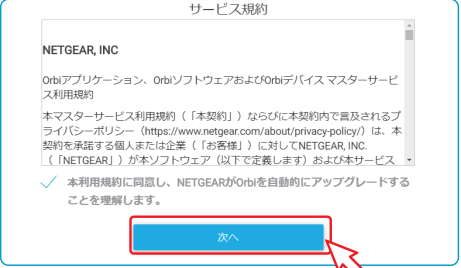 サービス規約
NETGEAR, INC
Orbiアプリケーション、OrbiソフトウェアおよびOrbiデバイス マスターサービ
ス利用規約
本マスターサービス利用規約（「本契約」）ならびに本契約内で言及されるプ
ライバシーポリシー（https://www.netgear.com/about/privacy-policy/）は、本
契約を承諾する個人または企業（「お客様」）に対してNETGEAR, INC.
（「NETGEAR」）が本ソフトウェア（以下で定義します）および本サービス
本利用規約に同意し、NETGEARがOrbiを自動的にアップグレードする
ことを理解します。
次へ